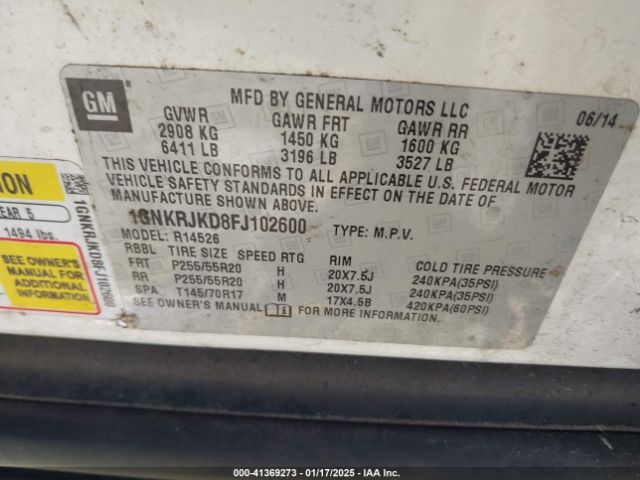 GM
MFD BY GENERAL MOTORS LLC
06/14
GVWR GAWR FRT GAWR RR
2908 KG 1450 KG 1600 KG
6411 LB 3196 LB 3527 LB
THIS VEHICLE CONFORMS TO ALL APPLICABLE U.S. FEDERAL MOTOR
VEHICLE SAFETY STANDARDS IN EFFECT ON THE DATE OF
MANUFACTURE SHOWN ABOVE.
1GNKRJKD8FJ102600 TYPE: M.P.V.
MODEL: R14526
RBBL TIRE SIZE SPEED RTG RIM COLD TIRE PRESSURE
FRT P255/55R20 H 20X7.5J 240KPA(35PSI)
RR P255/55R20 H 20X7.5J 240KPA(35PSI)
SPA T145/70R17 M 17X4.5B 420KPA(60PSI)
SEE OWNER'S MANUAL FOR MORE INFORMATION.
1GNKRJKD8FJ102600
EAR 5
1494 lbs.
SEE OWNER'S
MANUAL FOR
ADDITIONAL
INFORMATION
000-41369273 - 01/17/2025 - IAAI.COM